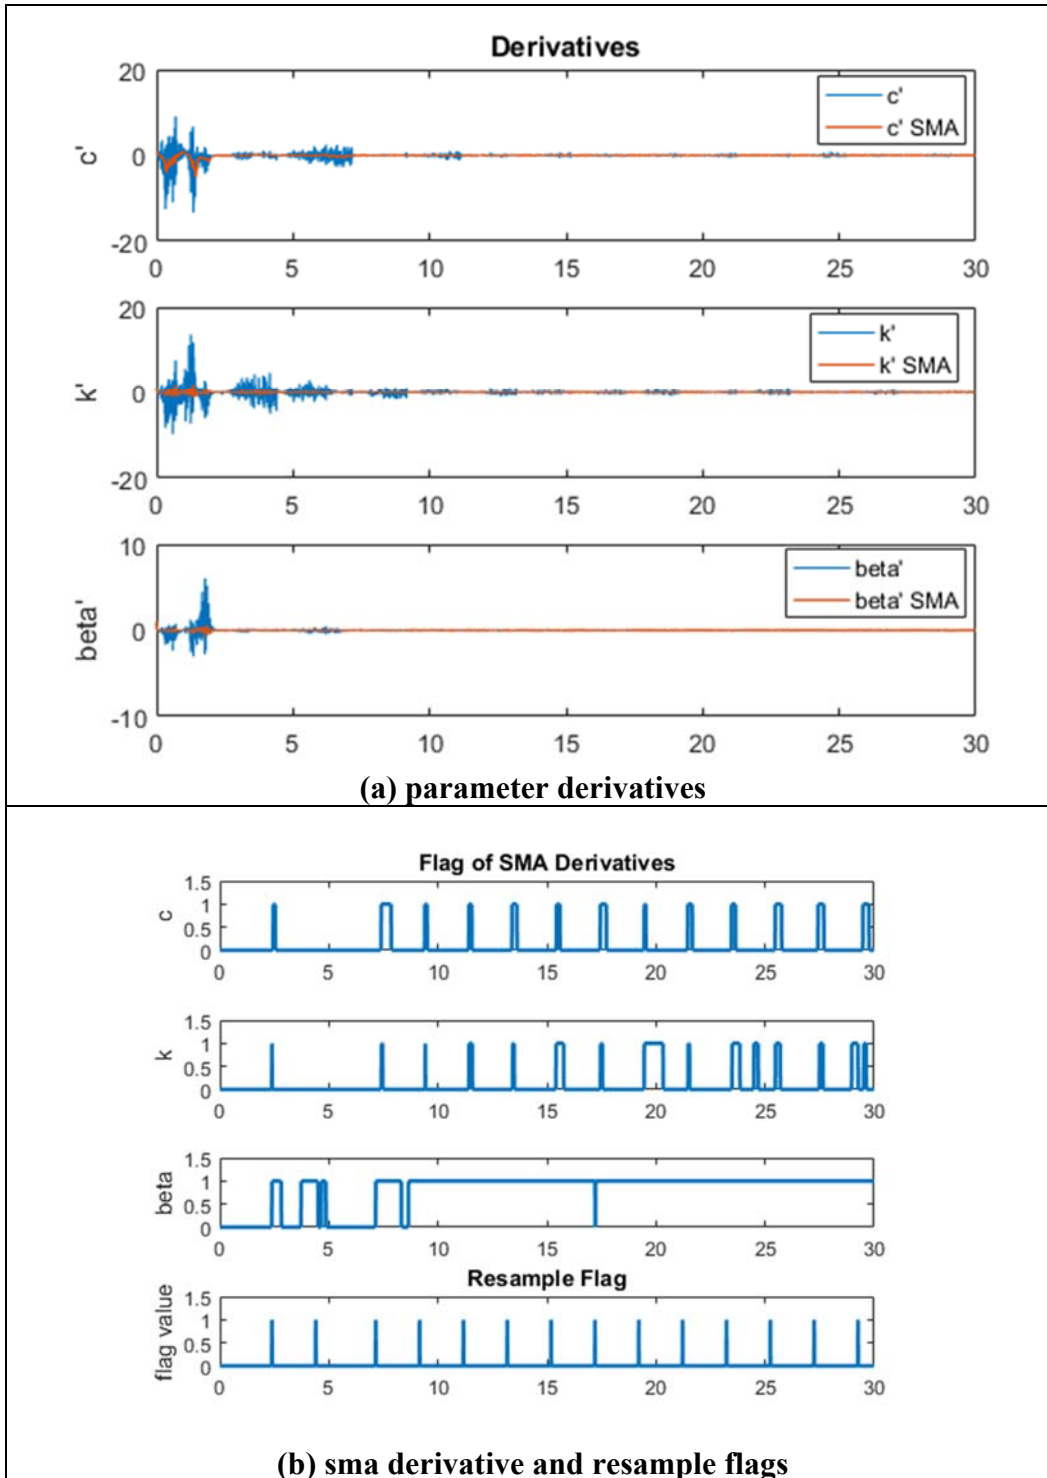 Derivatives
20
0
-20
c'
c'
c' SMA
0 5 10 15 20 25 30
20
0
-20
k'
k'
k' SMA
0 5 10 15 20 25 30
10
0
-10
beta'
beta'
beta' SMA
0 5 10 15 20 25 30
(a) parameter derivatives
Flag of SMA Derivatives
1.5
1
0.5
0
c
0 5 10 15 20 25 30
1.5
1
0.5
0
k
0 5 10 15 20 25 30
1.5
1
0.5
0
beta
0 5 10 15 20 25 30
Resample Flag
1.5
1
0.5
0
flag value
0 5 10 15 20 25 30
(b) sma derivative and resample flags